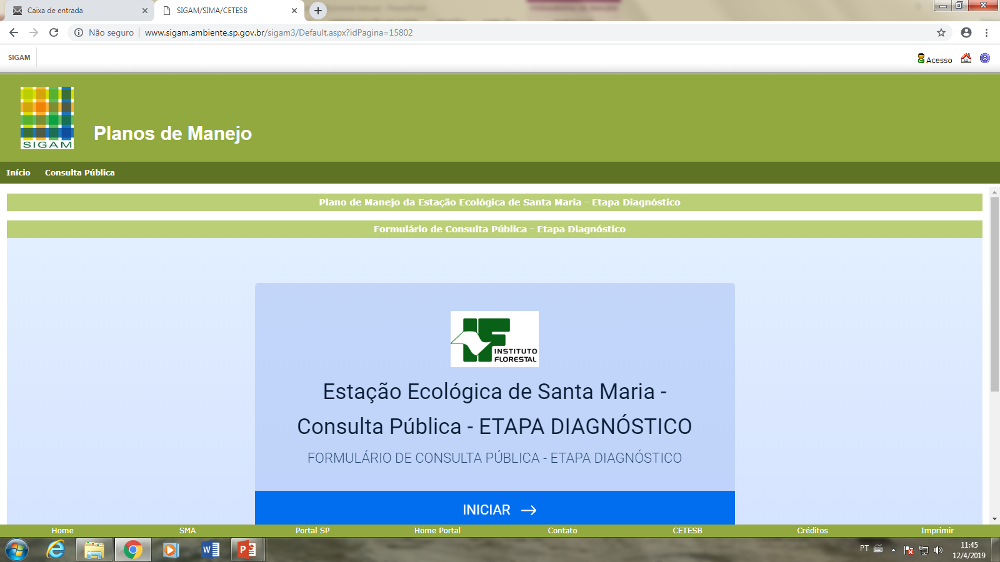 Caixa de entrada
SIGAM/SIMA/CETESB
Não seguro
www.sigam.ambiente.sp.gov.br/sigam3/Default.aspx?idPagina=15802
SIGAM
Acesso
SIGAM
Planos de Manejo
Início
Consulta Pública
Plano de Manejo da Estação Ecológica de Santa Maria - Etapa Diagnóstico
Formulário de Consulta Pública - Etapa Diagnóstico
IF
INSTITUTO
FLORESTAL
Estação Ecológica de Santa Maria -
Consulta Pública - ETAPA DIAGNÓSTICO
FORMULÁRIO DE CONSULTA PÚBLICA - ETAPA DIAGNÓSTICO
INICIAR
Home
SMA
Portal SP
Home Portal
Contato
CETESB
Créditos
Imprimir
PT
11:45
12/4/2019